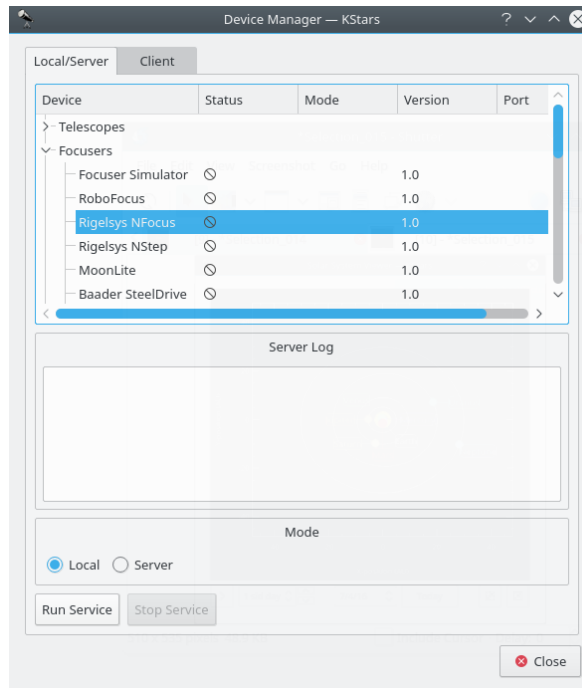 Device Manager — KStars
Local/Server Client
Device Status Mode Version Port
Telescopes
Focusers
Focuser Simulator 1.0
RoboFocus 1.0
Rigelsys NFocus 1.0
Rigelsys NStep 1.0
MoonLite 1.0
Baader SteelDrive 1.0
Server Log
Mode
Local Server
Run Service Stop Service
Close